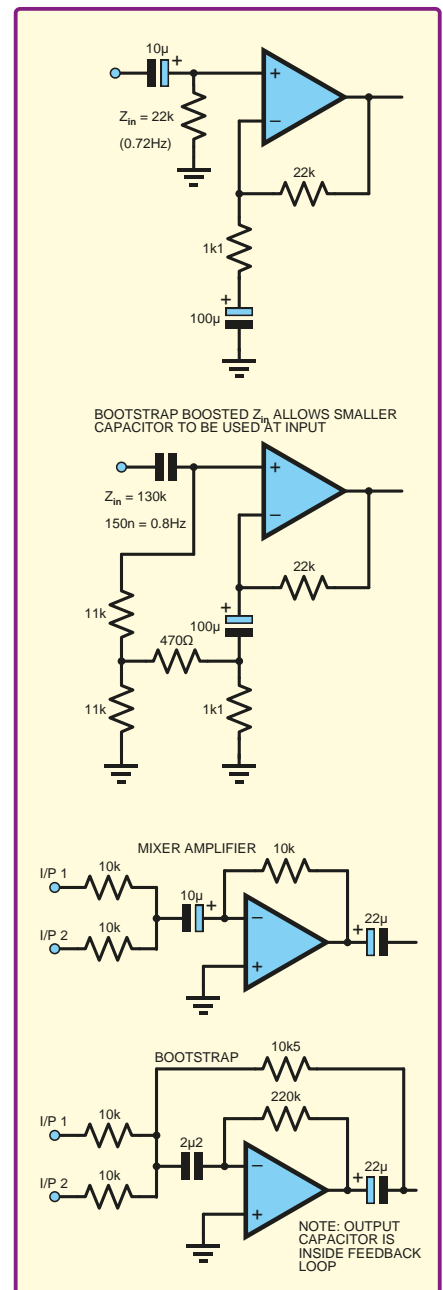 10µ
+
+
−
Z_in = 22k
(0.72Hz)
22k
1k1
+
100µ
BOOTSTRAP BOOSTED Z_in ALLOWS SMALLER
CAPACITOR TO BE USED AT INPUT
+
−
Z_in = 130k
150n = 0.8Hz
22k
11k
+
100µ
470Ω
11k
1k1
MIXER AMPLIFIER
10k
I/P 1
10k
10µ
+
−
+
22µ
I/P 2
10k
+
10k5
BOOTSTRAP
220k
I/P 1
10k
2µ2
−
+
22µ
I/P 2
10k
+
NOTE: OUTPUT
CAPACITOR IS
INSIDE FEEDBACK
LOOP